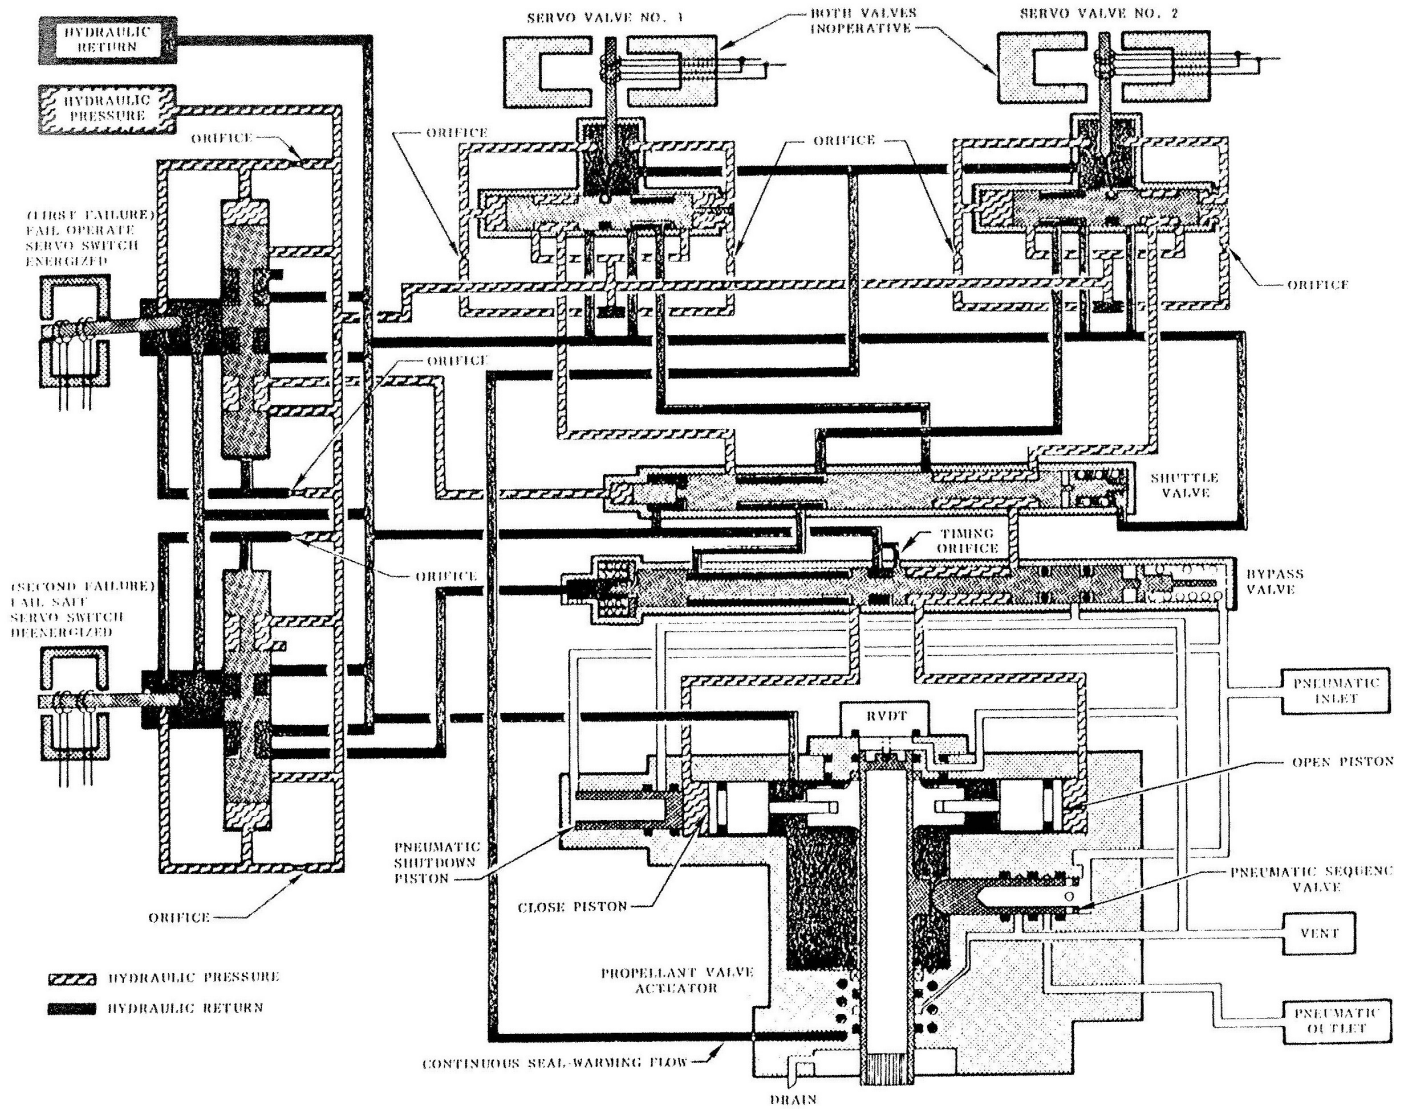 SERVO VALVE NO. 1
BOTH VALVES
INOPERATIVE
SERVO VALVE NO. 2
HYDRAULIC
RETURN
HYDRAULIC
PRESSURE
ORIFICE
ORIFICE
ORIFICE
(FIRST FAILURE)
FAIL OPERATE
SERVO SWITCH
ENERGIZED
ORIFICE
ORIFICE
SHUTTLE
VALVE
TIMING
ORIFICE
ORIFICE
BYPASS
VALVE
(SECOND FAILURE)
FAIL SAFE
SERVO SWITCH
DEENERGIZED
PNEUMATIC
INLET
RVDT
OPEN PISTON
PNEUMATIC
SHUTDOWN
PISTON
PNEUMATIC SEQUENC
VALVE
CLOSE PISTON
ORIFICE
VENT
PROPELLANT VALVE
ACTUATOR
HYDRAULIC PRESSURE
HYDRAULIC RETURN
PNEUMATIC
OUTLET
CONTINUOUS SEAL-WARMING FLOW
DRAIN